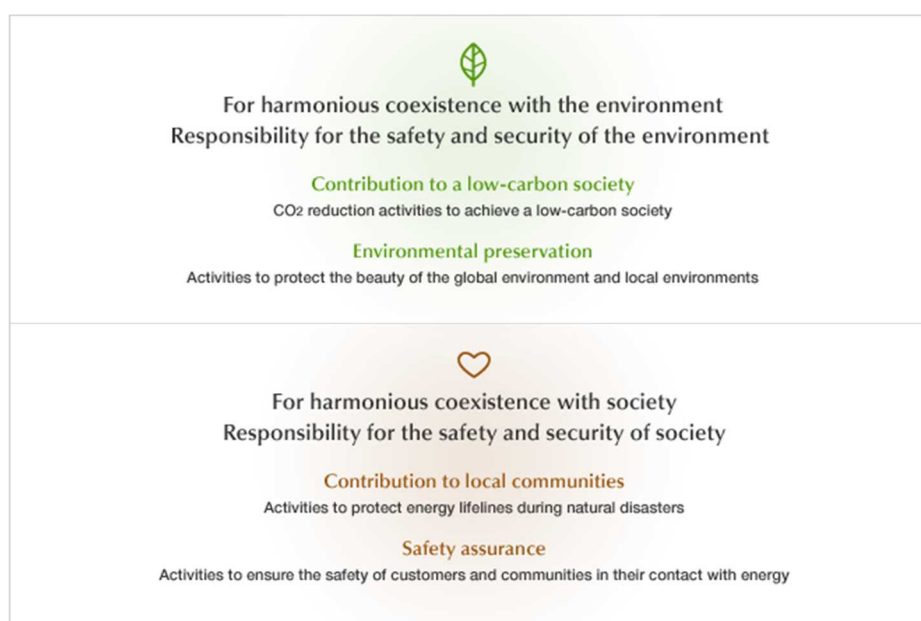 For harmonious coexistence with the environment
Responsibility for the safety and security of the environment
Contribution to a low-carbon society
CO2 reduction activities to achieve a low-carbon society
Environmental preservation
Activities to protect the beauty of the global environment and local environments
For harmonious coexistence with society
Responsibility for the safety and security of society
Contribution to local communities
Activities to protect energy lifelines during natural disasters
Safety assurance
Activities to ensure the safety of customers and communities in their contact with energy